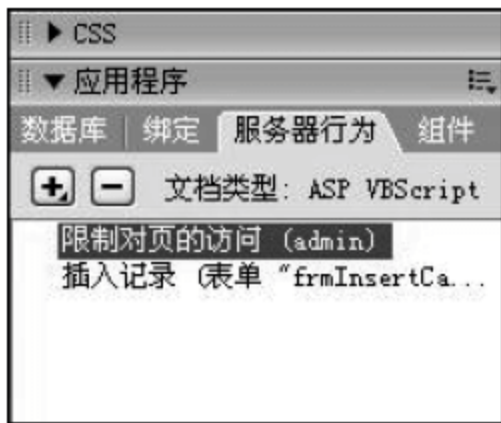 CSS
应用程序
数据库 绑定 服务器行为 组件
文档类型: ASP VBScript
限制对页的访问 (admin)
插入记录 (表单 "frmInsertCa...